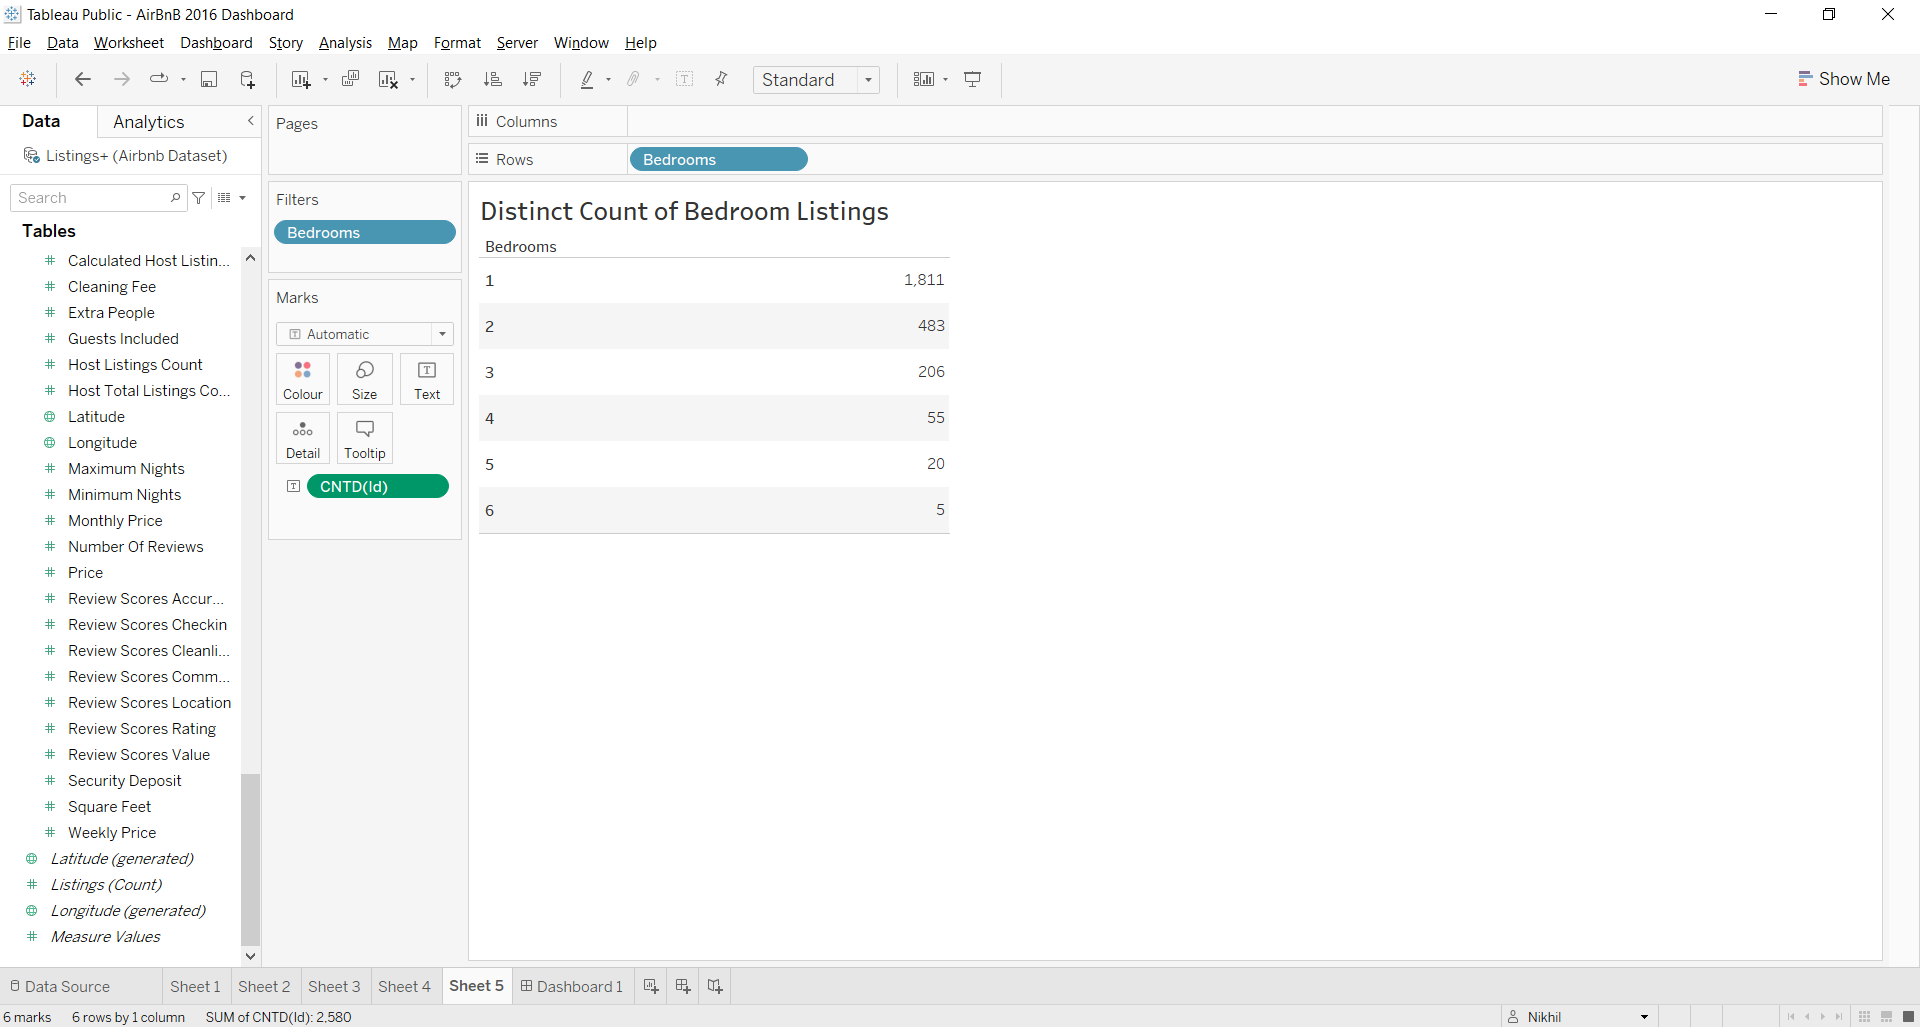 Tableau Public - AirBnB 2016 Dashboard
File Data Worksheet Dashboard Story Analysis Map Format Server Window Help
Standard
Show Me
Data Analytics
Listings+ (Airbnb Dataset)
Search
Tables
Calculated Host Listin...
Cleaning Fee
Extra People
Guests Included
Host Listings Count
Host Total Listings Co...
Latitude
Longitude
Maximum Nights
Minimum Nights
Monthly Price
Number Of Reviews
Price
Review Scores Accur...
Review Scores Checkin
Review Scores Cleanli...
Review Scores Comm...
Review Scores Location
Review Scores Rating
Review Scores Value
Security Deposit
Square Feet
Weekly Price
Latitude (generated)
Listings (Count)
Longitude (generated)
Measure Values
Pages
Filters
Bedrooms
Marks
T Automatic
Colour Size T Text
Detail Tooltip
T CNTD(Id)
Columns
Rows Bedrooms
Distinct Count of Bedroom Listings
Bedrooms
1 1,811
2 483
3 206
4 55
5 20
6 5
Data Source Sheet 1 Sheet 2 Sheet 3 Sheet 4 Sheet 5 Dashboard 1
6 marks 6 rows by 1 column SUM of CNTD(Id): 2,580
Nikhil